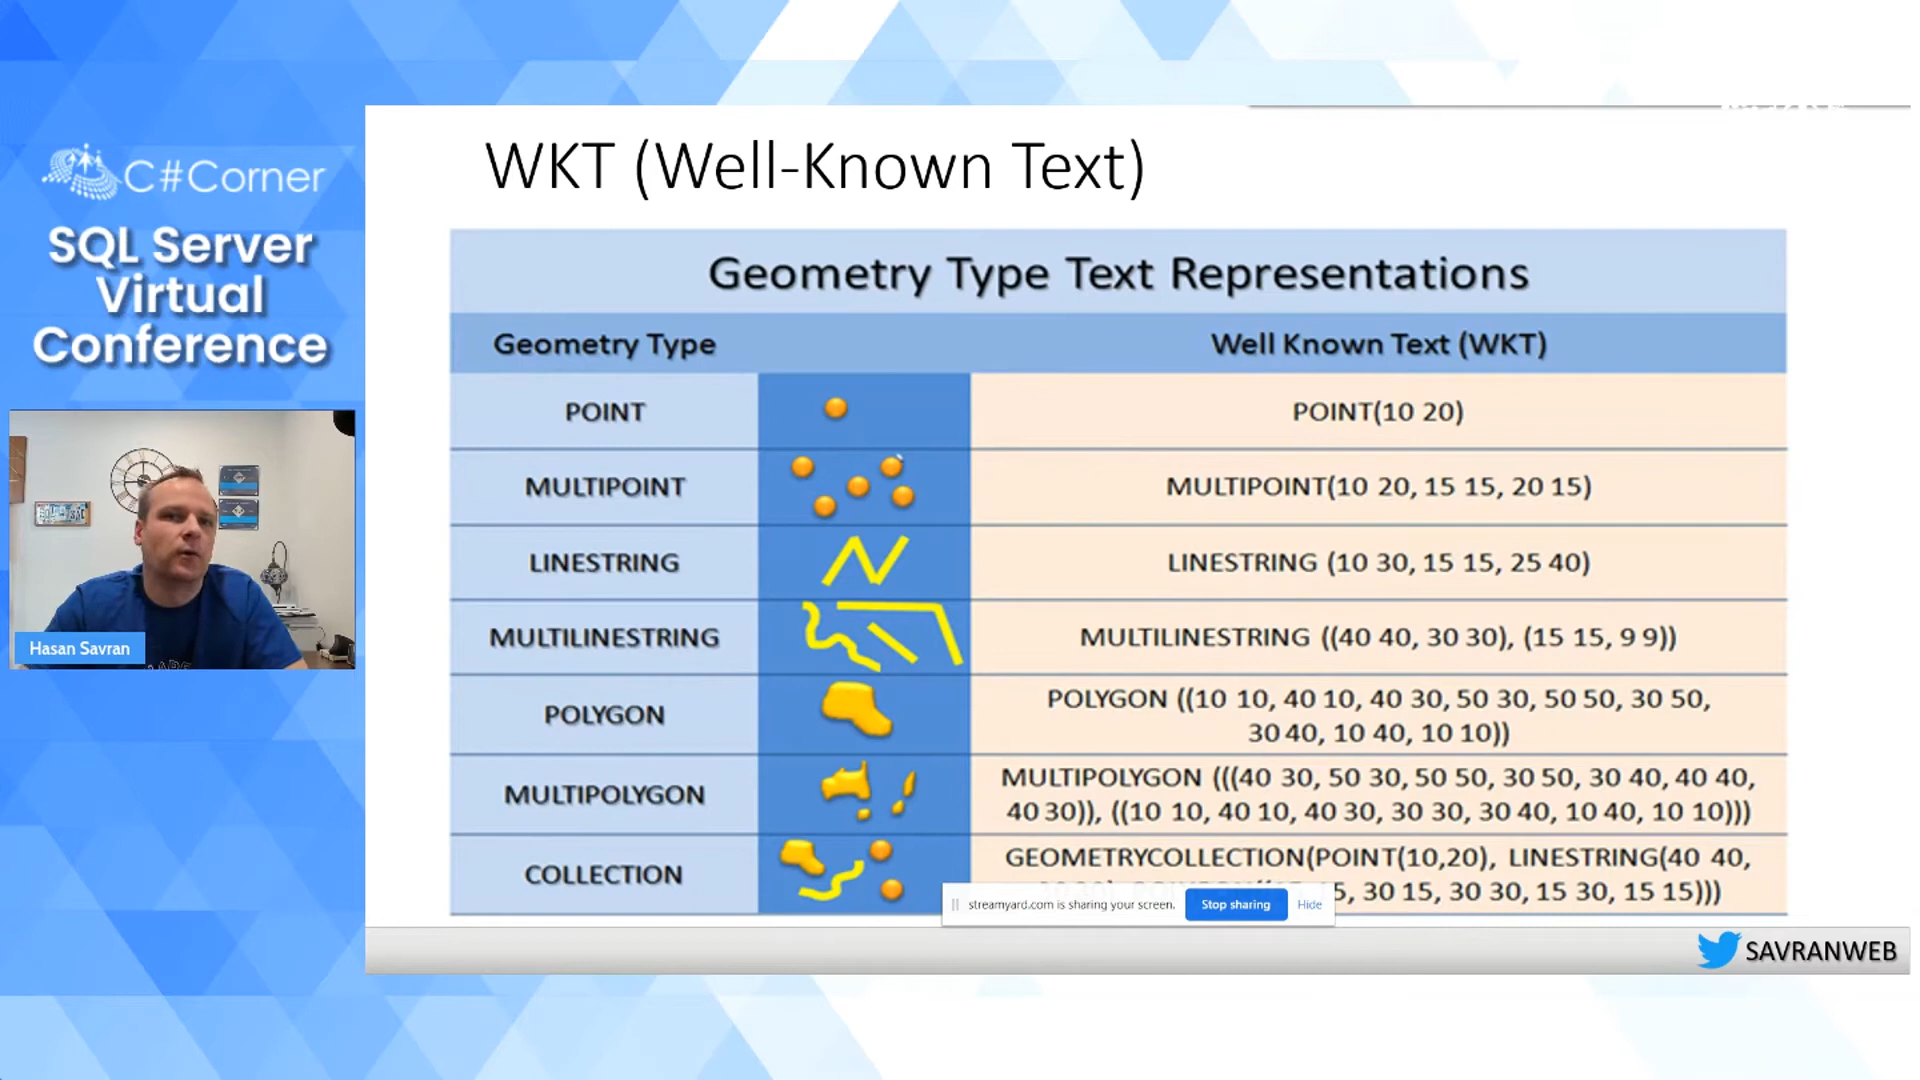 C#Corner
SQL Server
Virtual
Conference
Hasan Savran
WKT (Well-Known Text)
Geometry Type Text Representations
Geometry Type
Well Known Text (WKT)
POINT
POINT(10 20)
MULTIPOINT
MULTIPOINT(10 20, 15 15, 20 15)
LINESTRING
LINESTRING (10 30, 15 15, 25 40)
MULTILINESTRING
MULTILINESTRING ((40 40, 30 30), (15 15, 9 9))
POLYGON
POLYGON ((10 10, 40 10, 40 30, 50 30, 50 50, 30 50,
30 40, 10 40, 10 10))
MULTIPOLYGON
MULTIPOLYGON (((40 30, 50 30, 50 50, 30 50, 30 40, 40 40,
40 30)), ((10 10, 40 10, 40 30, 30 30, 30 40, 10 40, 10 10)))
COLLECTION
GEOMETRYCOLLECTION(POINT(10,20), LINESTRING(40 40,
5, 30 15, 30 30, 15 30, 15 15)))
streamyard.com is sharing your screen.
Stop sharing
Hide
SAVRANWEB